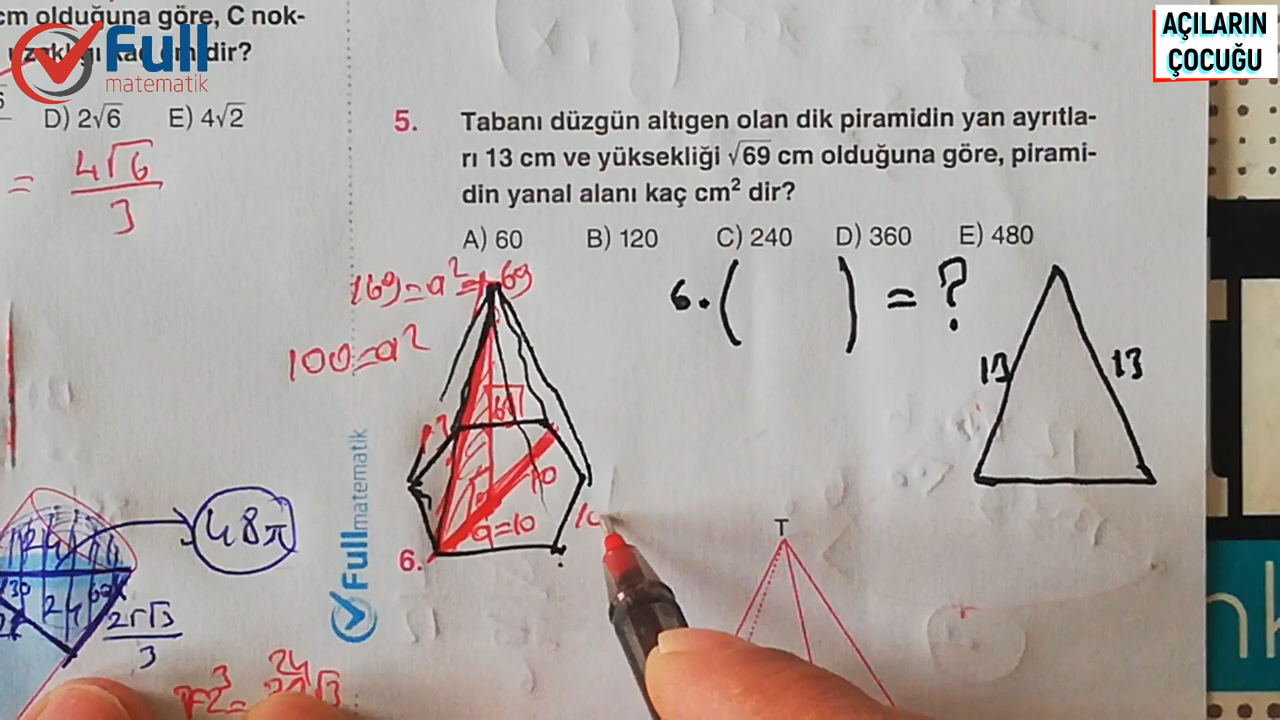 cm olduğuna göre, C nok-
dir?
Full
matematik
D) 2√6 E) 4√2
= 4√6
3
AÇILARIN
ÇOCUĞU
5. Tabanı düzgün altıgen olan dik piramidin yan ayrıtla-
rı 13 cm ve yüksekliği √69 cm olduğuna göre, pirami-
din yanal alanı kaç cm² dir?
A) 60 B) 120 C) 240 D) 360 E) 480
169=a²+69
100=a²
6.( ) = ?
13 13
10
a=10
Full matematik
48π
2r√3
3
6.
T